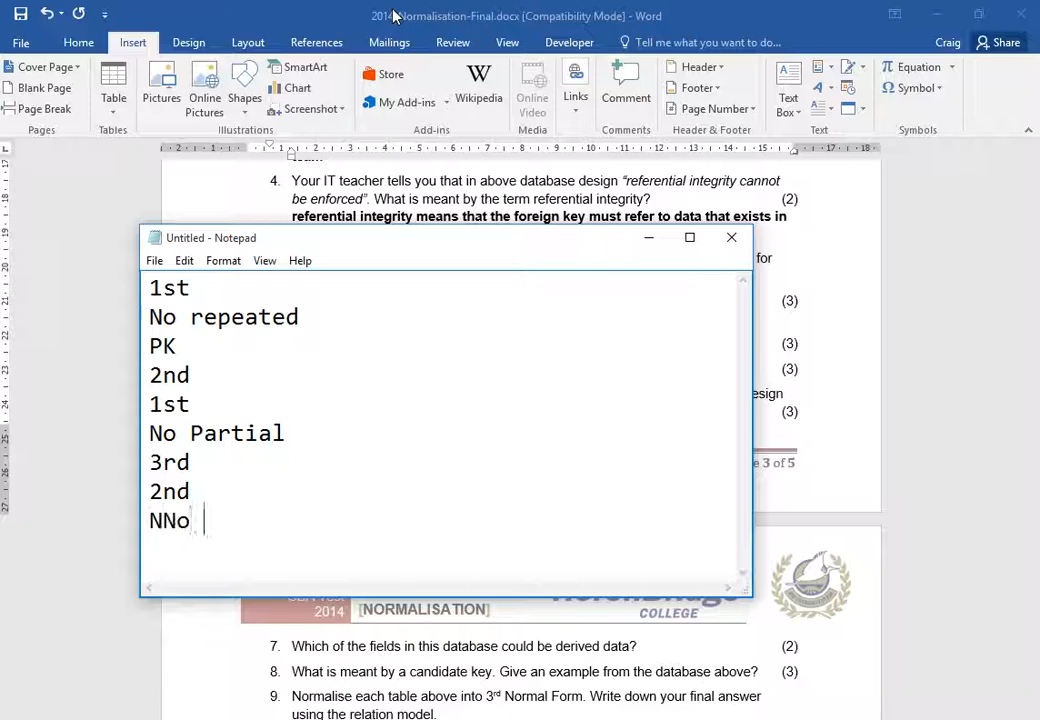 2014-Normalisation-Final.docx [Compatibility Mode] - Word
File Home Insert Design Layout References Mailings Review View Developer Tell me what you want to do... Craig Share
Cover Page
Blank Page
Page Break
Pages
Table
Tables
Pictures
Online Pictures
Shapes
SmartArt
Chart
Screenshot
Illustrations
Store
My Add-ins
Wikipedia
Add-ins
Online Video
Media
Links
Comment
Comments
Header
Footer
Page Number
Header & Footer
Text Box
Text
Equation
Symbol
Symbols
4. Your IT teacher tells you that in above database design “referential integrity cannot
be enforced”. What is meant by the term referential integrity? (2)
referential integrity means that the foreign key must refer to data that exists in
for
(3)
(3)
(3)
design
(3)
Untitled - Notepad
File Edit Format View Help
1st
No repeated
PK
2nd
1st
No Partial
3rd
2nd
NNo
e 3 of 5
2014 [NORMALISATION]
COLLEGE
7. Which of the fields in this database could be derived data? (2)
8. What is meant by a candidate key. Give an example from the database above? (3)
9. Normalise each table above into 3rd Normal Form. Write down your final answer
using the relation model.